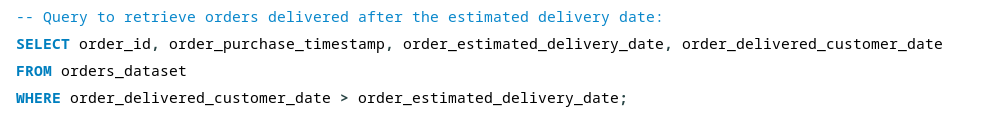 -- Query to retrieve orders delivered after the estimated delivery date:
SELECT order_id, order_purchase_timestamp, order_estimated_delivery_date, order_delivered_customer_date
FROM orders_dataset
WHERE order_delivered_customer_date > order_estimated_delivery_date;